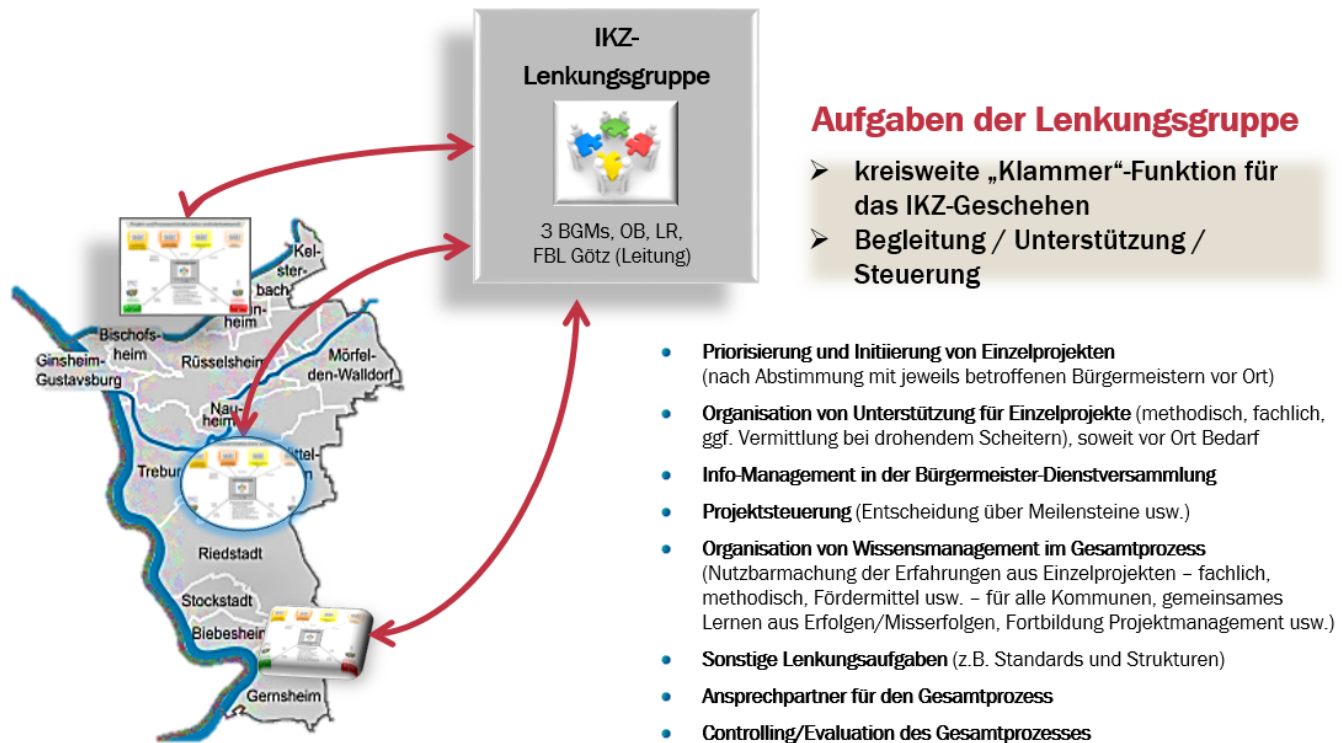 IKZ-
Lenkungsgruppe
3 BGMs, OB, LR,
FBL Götz (Leitung)
Aufgaben der Lenkungsgruppe
➢ kreisweite „Klammer“-Funktion für
das IKZ-Geschehen
➢ Begleitung / Unterstützung /
Steuerung
• Priorisierung und Initiierung von Einzelprojekten
(nach Abstimmung mit jeweils betroffenen Bürgermeistern vor Ort)
• Organisation von Unterstützung für Einzelprojekte (methodisch, fachlich,
ggf. Vermittlung bei drohendem Scheitern), soweit vor Ort Bedarf
• Info-Management in der Bürgermeister-Dienstversammlung
• Projektsteuerung (Entscheidung über Meilensteine usw.)
• Organisation von Wissensmanagement im Gesamtprozess
(Nutzbarmachung der Erfahrungen aus Einzelprojekten – fachlich,
methodisch, Fördermittel usw. – für alle Kommunen, gemeinsames
Lernen aus Erfolgen/Misserfolgen, Fortbildung Projektmanagement usw.)
• Sonstige Lenkungsaufgaben (z.B. Standards und Strukturen)
• Ansprechpartner für den Gesamtprozess
• Controlling/Evaluation des Gesamtprozesses
Kel-
ster-
bach
heim
Bischofs-
heim
Ginsheim-
Gustavsburg
Rüsselsheim
Mörfel-
den-Walldorf
Nau-
heim
Trebur
Riedstadt
Stockstadt
Biebesheim
Gernsheim